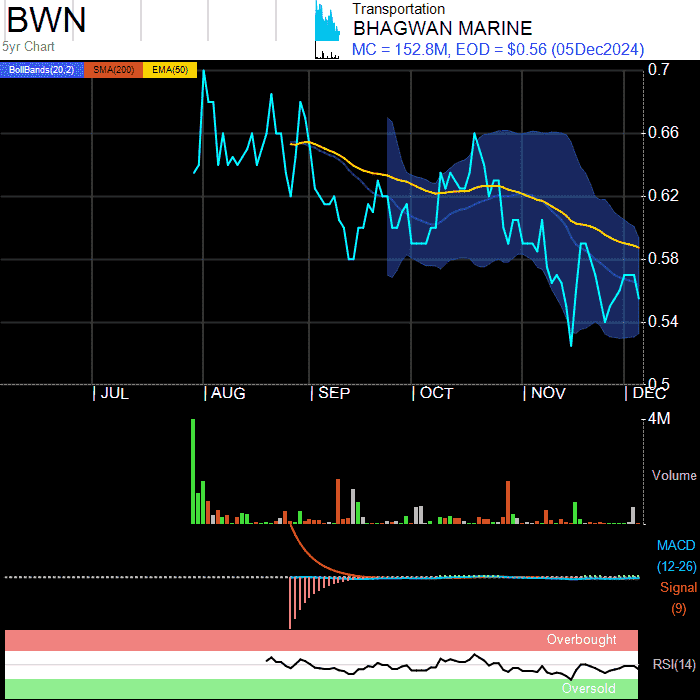 BWN
5yr Chart
Transportation
BHAGWAN MARINE
MC = 152.8M, EOD = $0.56 (05Dec2024)
BollBands(20,2) SMA(200) EMA(50)
0.7
0.66
0.62
0.58
0.54
0.5
JUL AUG SEP OCT NOV DEC
4M
Volume
MACD
(12-26)
Signal
(9)
Overbought
RSI(14)
Oversold